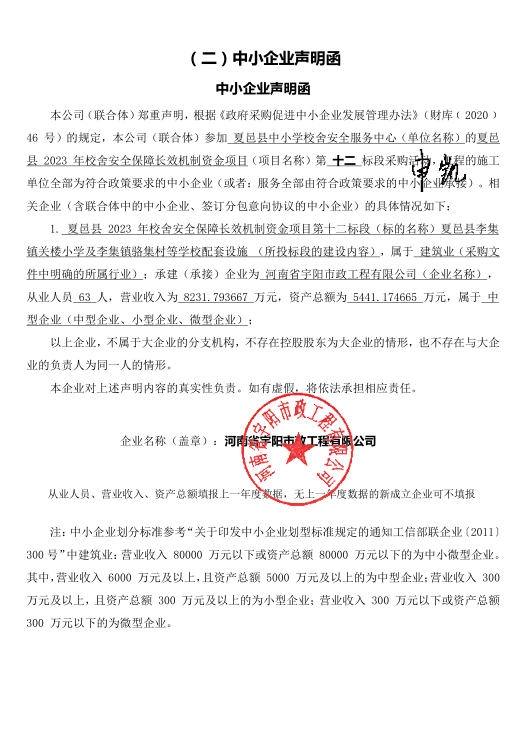 （二）中小企业声明函
中小企业声明函
本公司（联合体）郑重声明，根据《政府采购促进中小企业发展管理办法》（财库﹝2020﹞
46 号）的规定，本公司（联合体）参加 夏邑县中小学校舍安全服务中心（单位名称）的夏邑
县 2023 年校舍安全保障长效机制资金项目（项目名称）第 十二 标段采购活动，工程的施工
单位全部为符合政策要求的中小企业（或者：服务全部由符合政策要求的中小企业承接）。相
申凯
关企业（含联合体中的中小企业、签订分包意向协议的中小企业）的具体情况如下：
1. 夏邑县 2023 年校舍安全保障长效机制资金项目第十二标段（标的名称）夏邑县李集
镇关楼小学及李集镇骆集村等学校配套设施 （所投标段的建设内容），属于 建筑业（采购文
件中明确的所属行业）；承建（承接）企业为 河南省宇阳市政工程有限公司（企业名称），
从业人员 63 人，营业收入为 8231.793667 万元，资产总额为 5441.174665 万元，属于 中
型企业（中型企业、小型企业、微型企业）；
以上企业，不属于大企业的分支机构，不存在控股股东为大企业的情形，也不存在与大企
业的负责人为同一人的情形。
本企业对上述声明内容的真实性负责。如有虚假，将依法承担相应责任。
企业名称（盖章）：河南省宇阳市政工程有限公司
河南省宇阳市政工程有限公司
从业人员、营业收入、资产总额填报上一年度数据，无上一年度数据的新成立企业可不填报
注：中小企业划分标准参考“关于印发中小企业划型标准规定的通知工信部联企业〔2011〕
300 号”中建筑业：营业收入 80000 万元以下或资产总额 80000 万元以下的为中小微型企业。
其中，营业收入 6000 万元及以上，且资产总额 5000 万元及以上的为中型企业；营业收入 300
万元及以上，且资产总额 300 万元及以上的为小型企业；营业收入 300 万元以下或资产总额
300 万元以下的为微型企业。